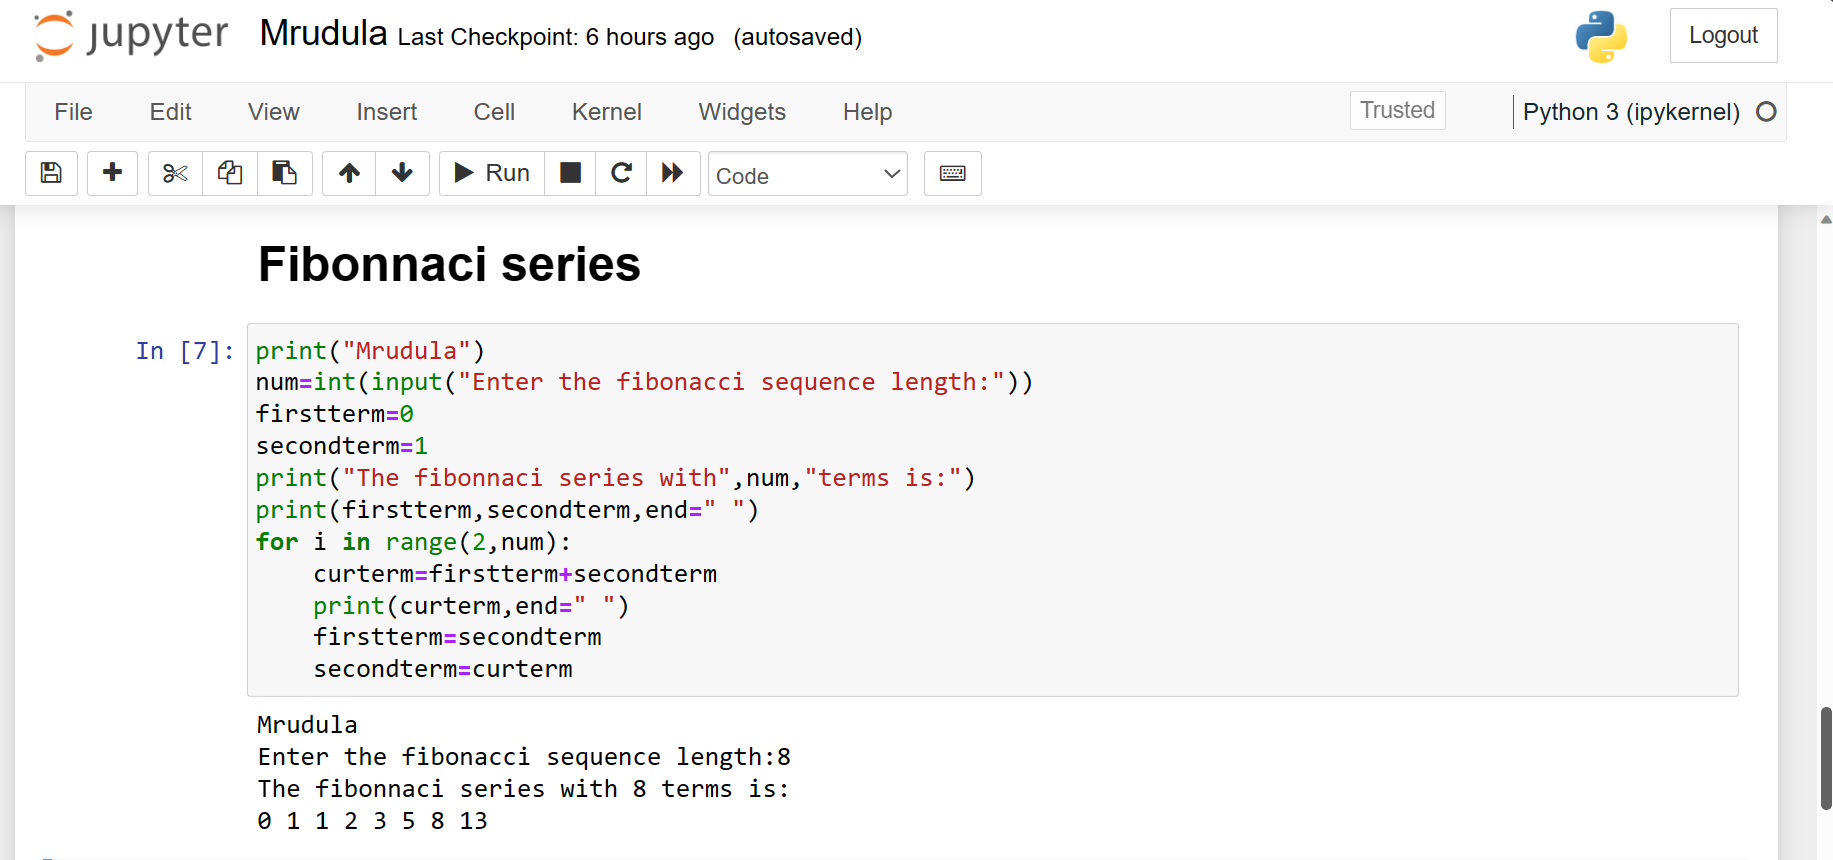 jupyter Mrudula Last Checkpoint: 6 hours ago (autosaved) Logout
File Edit View Insert Cell Kernel Widgets Help Trusted Python 3 (ipykernel)
Run Code
Fibonnaci series
In [7]: print("Mrudula")
num=int(input("Enter the fibonacci sequence length:"))
firstterm=0
secondterm=1
print("The fibonnaci series with",num,"terms is:")
print(firstterm,secondterm,end=" ")
for i in range(2,num):
    curterm=firstterm+secondterm
    print(curterm,end=" ")
    firstterm=secondterm
    secondterm=curterm
Mrudula
Enter the fibonacci sequence length:8
The fibonnaci series with 8 terms is:
0 1 1 2 3 5 8 13